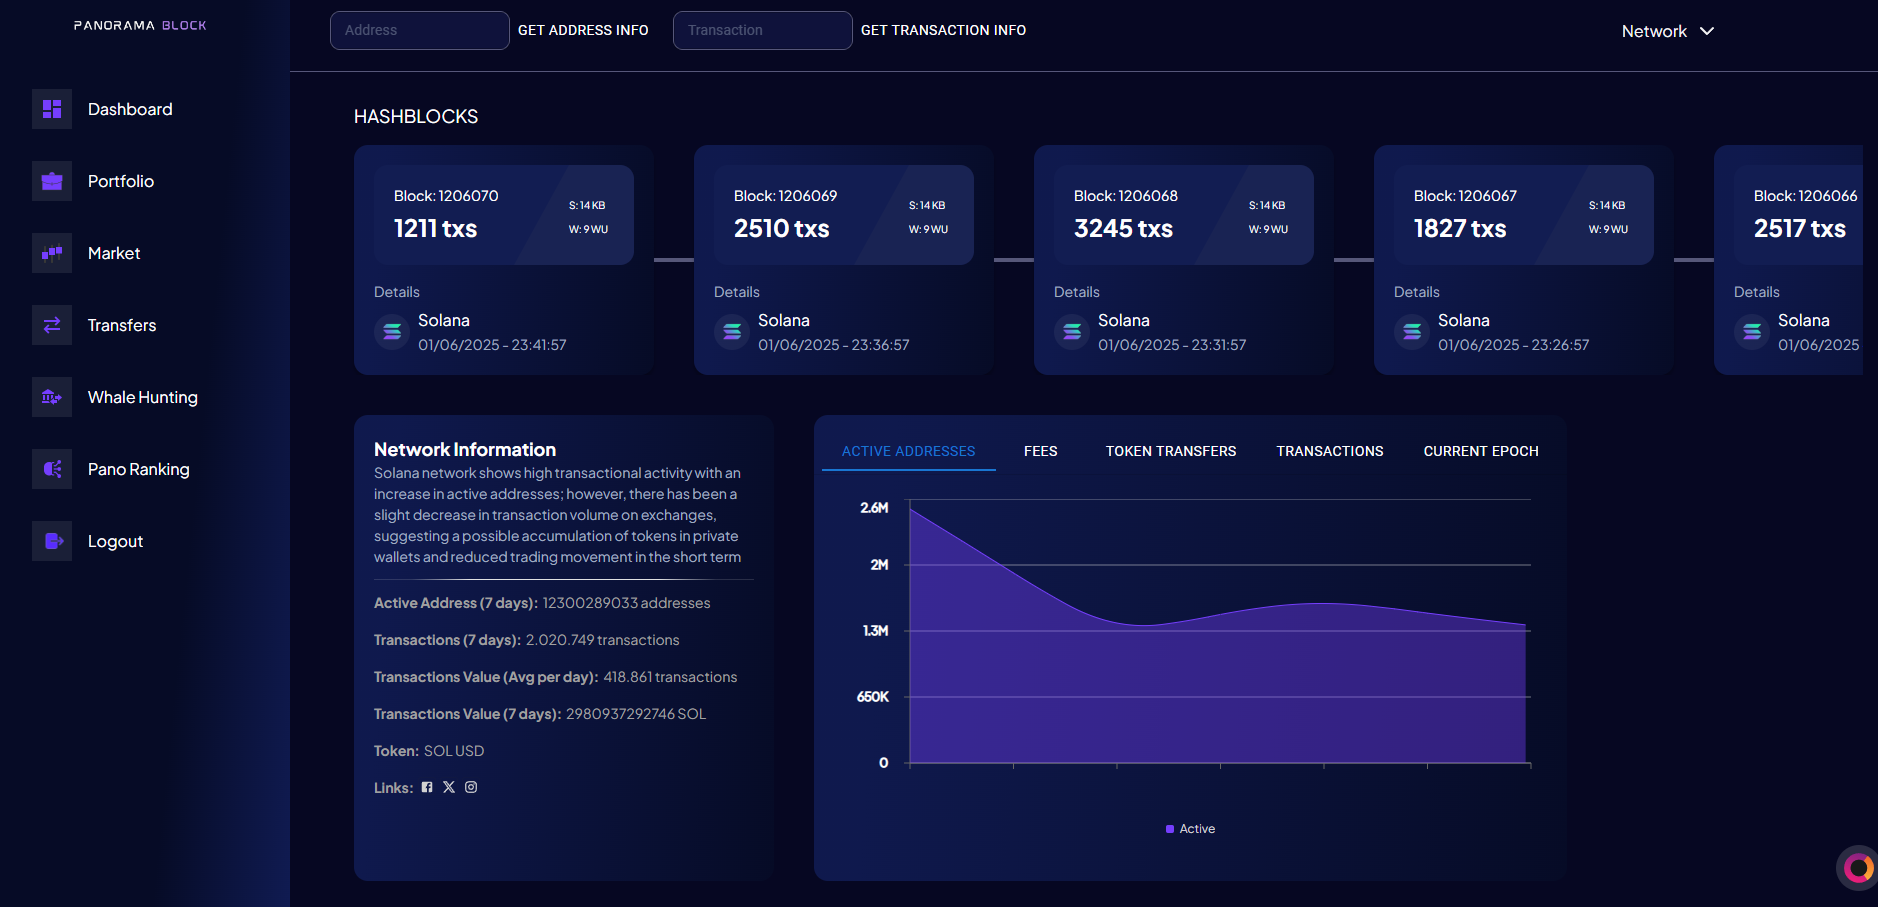 PANORAMA BLOCK
Address
GET ADDRESS INFO
Transaction
GET TRANSACTION INFO
Network
Dashboard
Portfolio
Market
Transfers
Whale Hunting
Pano Ranking
Logout
HASHBLOCKS
Block: 1206070
1211 txs
S: 14 KB
W: 9 WU
Details
Solana
01/06/2025 - 23:41:57
Block: 1206069
2510 txs
S: 14 KB
W: 9 WU
Details
Solana
01/06/2025 - 23:36:57
Block: 1206068
3245 txs
S: 14 KB
W: 9 WU
Details
Solana
01/06/2025 - 23:31:57
Block: 1206067
1827 txs
S: 14 KB
W: 9 WU
Details
Solana
01/06/2025 - 23:26:57
Block: 1206066
2517 txs
Details
Solana
01/06/2025
Network Information
Solana network shows high transactional activity with an
increase in active addresses; however, there has been a
slight decrease in transaction volume on exchanges,
suggesting a possible accumulation of tokens in private
wallets and reduced trading movement in the short term
Active Address (7 days): 12300289033 addresses
Transactions (7 days): 2.020.749 transactions
Transactions Value (Avg per day): 418.861 transactions
Transactions Value (7 days): 2980937292746 SOL
Token: SOL USD
Links:
ACTIVE ADDRESSES
FEES
TOKEN TRANSFERS
TRANSACTIONS
CURRENT EPOCH
2.6M
2M
1.3M
650K
0
Active